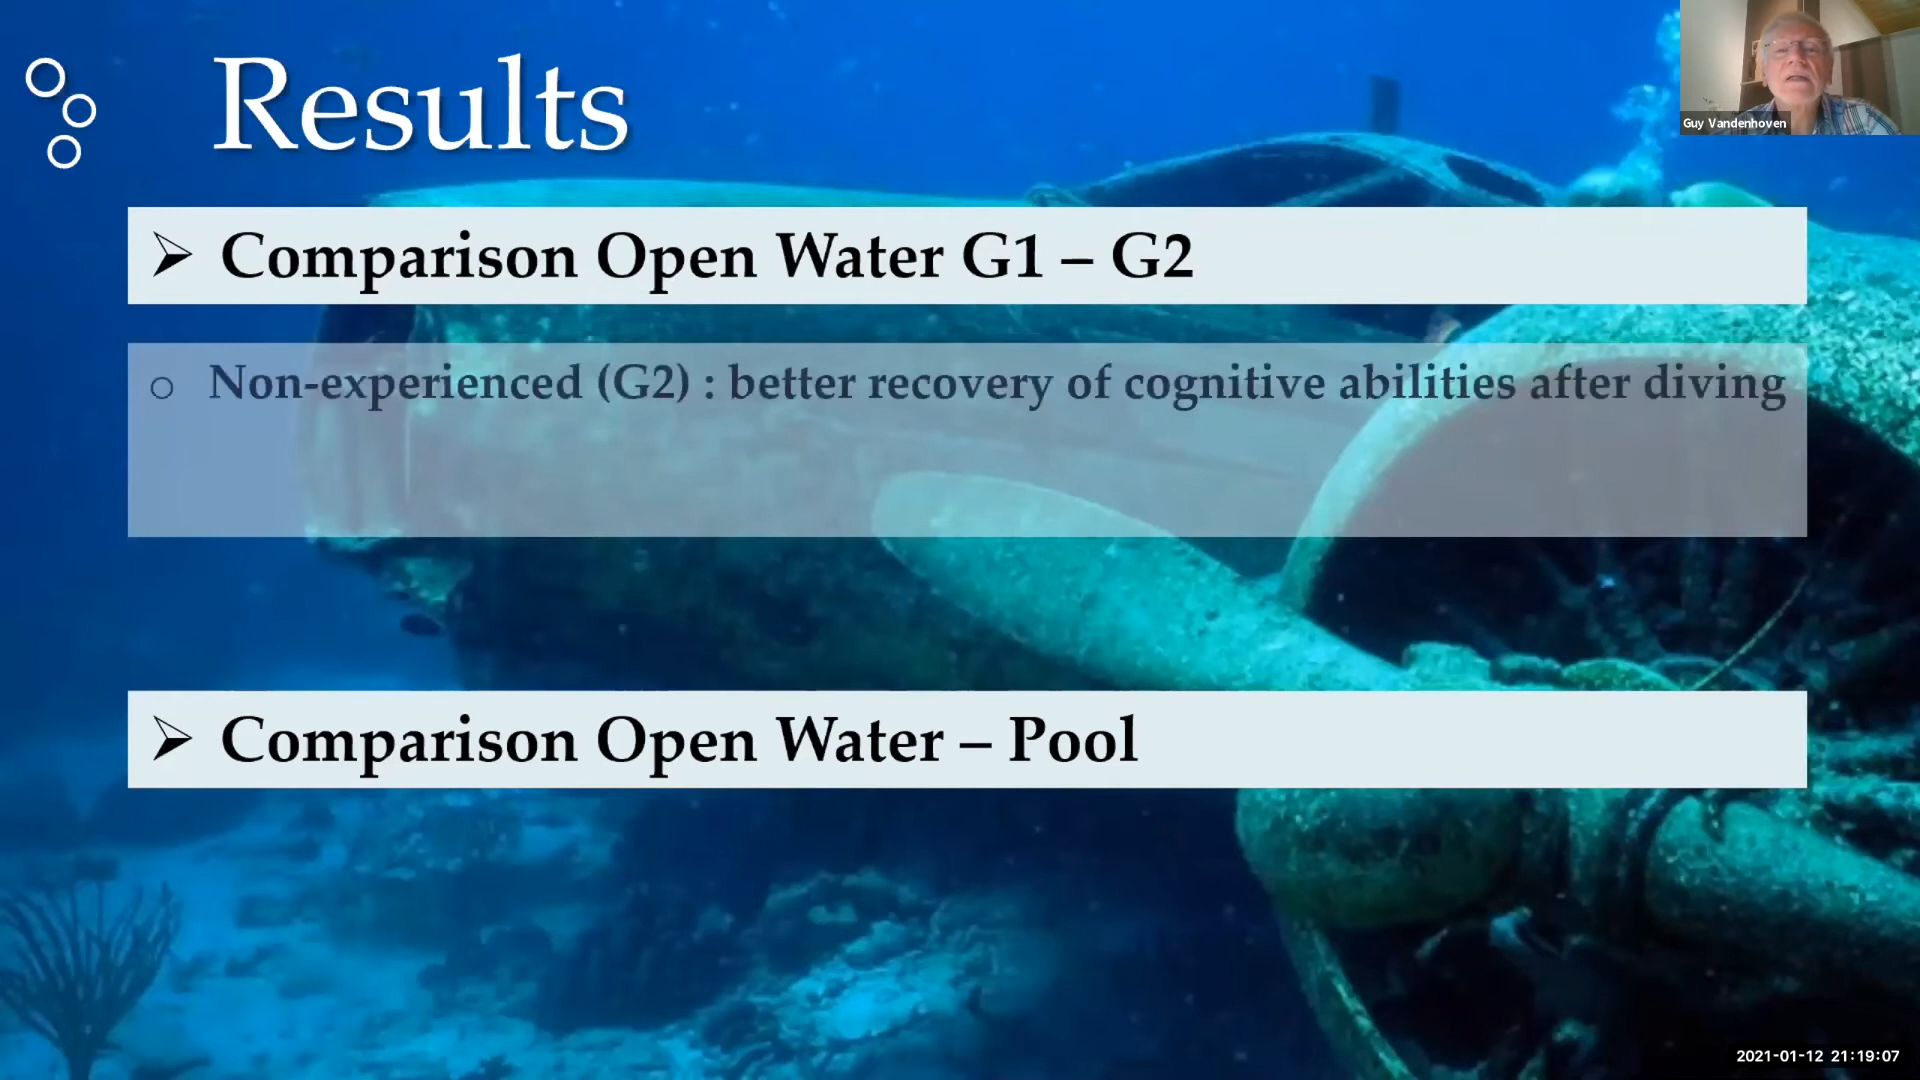 Results
Guy Vandenhoven
➢ Comparison Open Water G1 – G2
o Non-experienced (G2) : better recovery of cognitive abilities after diving
➢ Comparison Open Water – Pool
2021-01-12 21:19:07